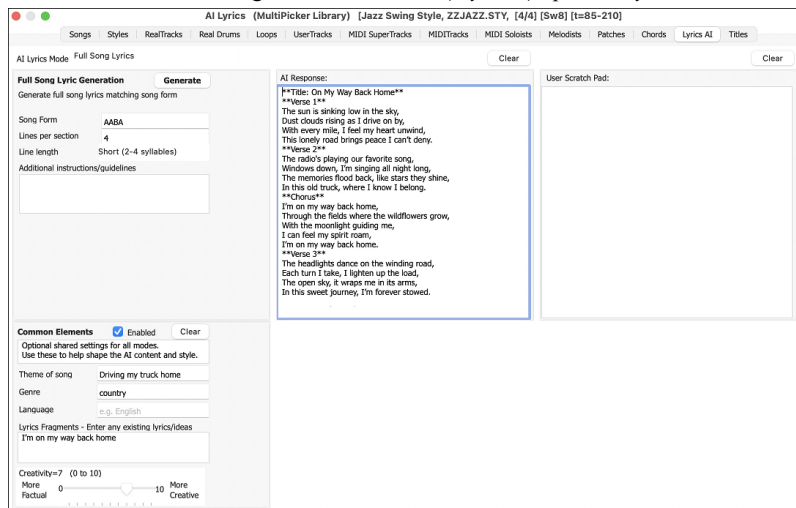 AI Lyrics (MultiPicker Library) [Jazz Swing Style, ZZJAZZ.STY, [4/4] [Sw8] [t=85-210]
Songs Styles RealTracks Real Drums Loops UserTracks MIDI SuperTracks MIDITracks MIDI Soloists Melodists Patches Chords Lyrics AI Titles
AI Lyrics Mode Full Song Lyrics
Clear
Clear
Full Song Lyric Generation Generate
Generate full song lyrics matching song form
Song Form AABA
Lines per section 4
Line length Short (2-4 syllables)
Additional instructions/guidelines
AI Response:
**Title: On My Way Back Home**
**Verse 1**
The sun is sinking low in the sky,
Dust clouds rising as I drive on by,
With every mile, I feel my heart unwind,
This lonely road brings peace I can't deny.
**Verse 2**
The radio's playing our favorite song,
Windows down, I'm singing all night long,
The memories flood back, like stars they shine,
In this old truck, where I know I belong.
**Chorus**
I'm on my way back home,
Through the fields where the wildflowers grow,
With the moonlight guiding me,
I can feel my spirit roam,
I'm on my way back home.
**Verse 3**
The headlights dance on the winding road,
Each turn I take, I lighten up the load,
The open sky, it wraps me in its arms,
In this sweet journey, I'm forever stowed.
User Scratch Pad:
Common Elements Enabled Clear
Optional shared settings for all modes.
Use these to help shape the AI content and style.
Theme of song Driving my truck home
Genre country
Language e.g. English
Lyrics Fragments - Enter any existing lyrics/ideas
I'm on my way back home
Creativity=7 (0 to 10)
More Factual 0 10 More Creative